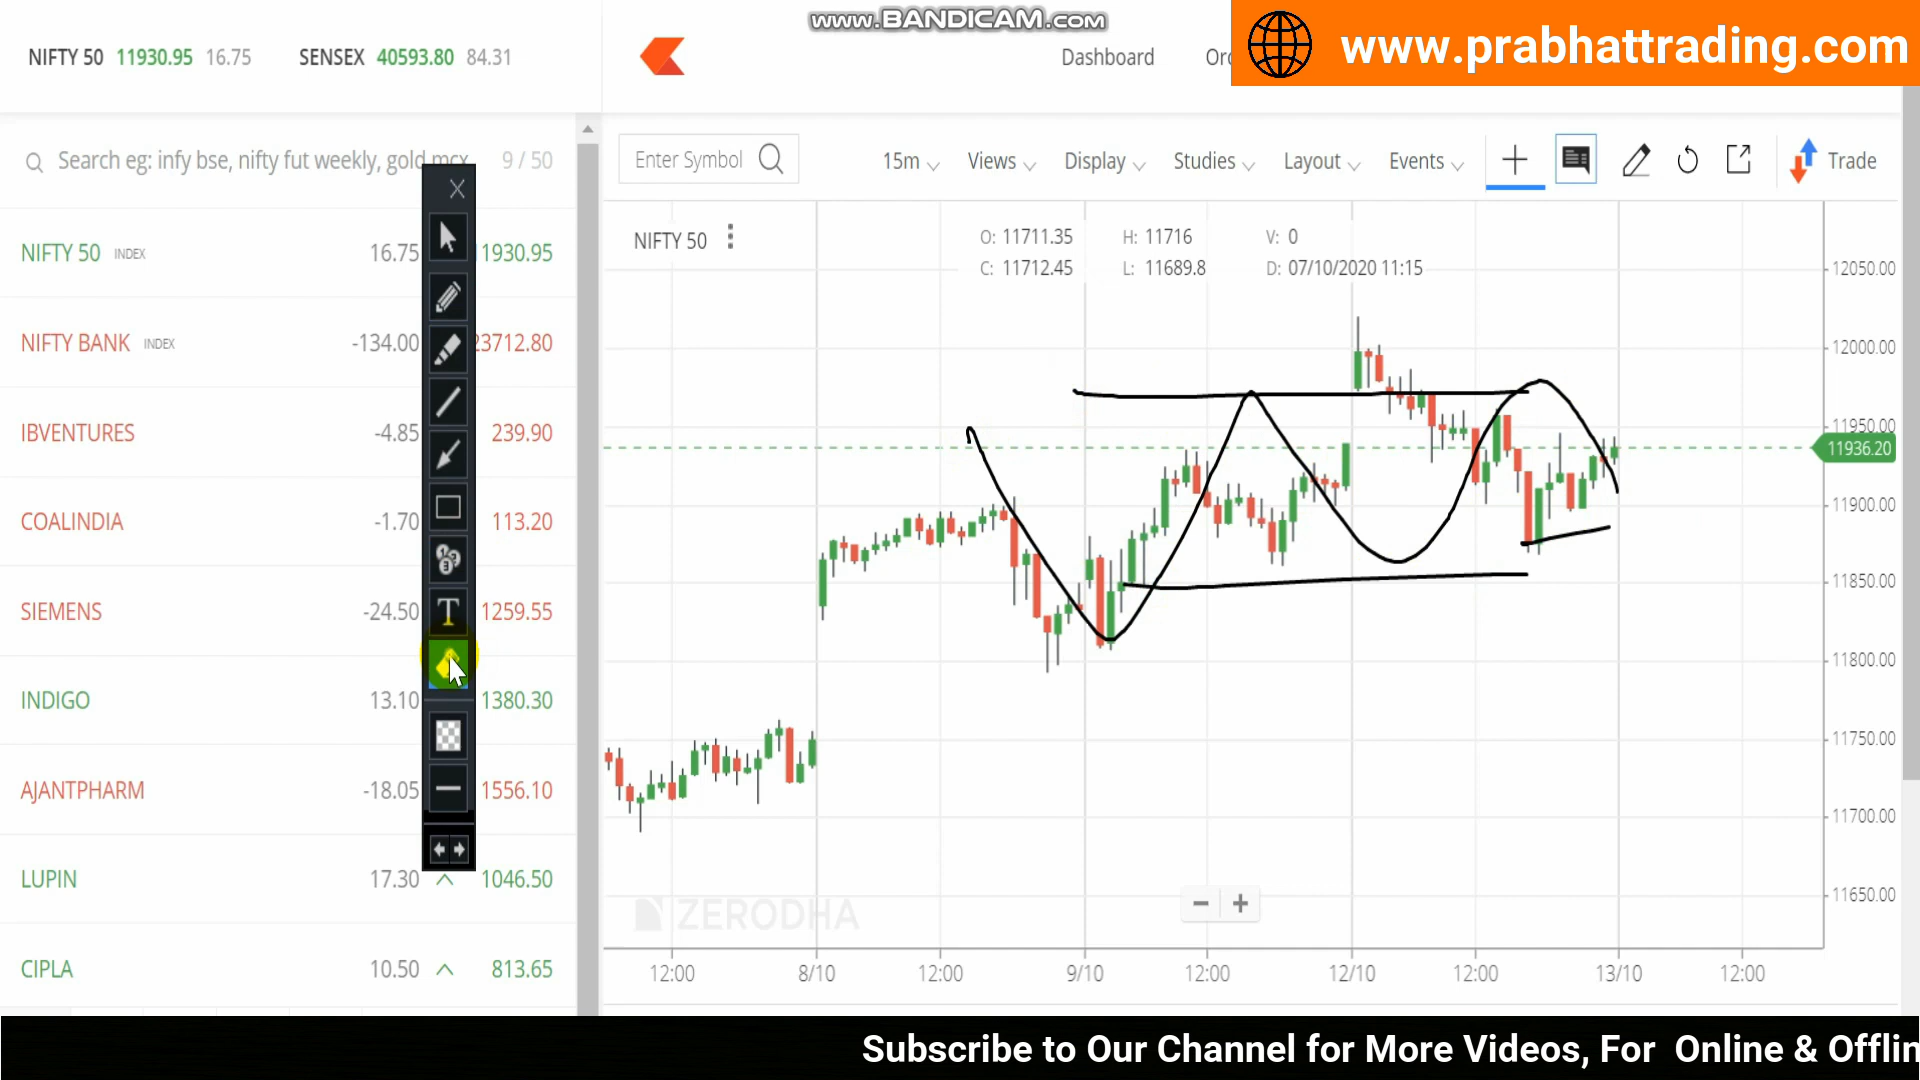 www.BANDICAM.com
www.prabhattrading.com
NIFTY 50 11930.95 16.75 SENSEX 40593.80 84.31
Dashboard
Search eg: infy bse, nifty fut weekly, gold mcx 9 / 50
Enter Symbol 15m Views Display Studies Layout Events Trade
NIFTY 50 INDEX 16.75 11930.95
NIFTY BANK INDEX -134.00 23712.80
IBVENTURES -4.85 239.90
COALINDIA -1.70 113.20
SIEMENS -24.50 1259.55
INDIGO 13.10 1380.30
AJANTPHARM -18.05 1556.10
LUPIN 17.30 1046.50
CIPLA 10.50 813.65
NIFTY 50
O: 11711.35 H: 11716 V: 0
C: 11712.45 L: 11689.8 D: 07/10/2020 11:15
12050.00
12000.00
11950.00
11936.20
11900.00
11850.00
11800.00
11750.00
11700.00
11650.00
T
ZERODHA
12:00 8/10 12:00 9/10 12:00 12/10 12:00 13/10 12:00
Subscribe to Our Channel for More Videos, For Online & Offlin